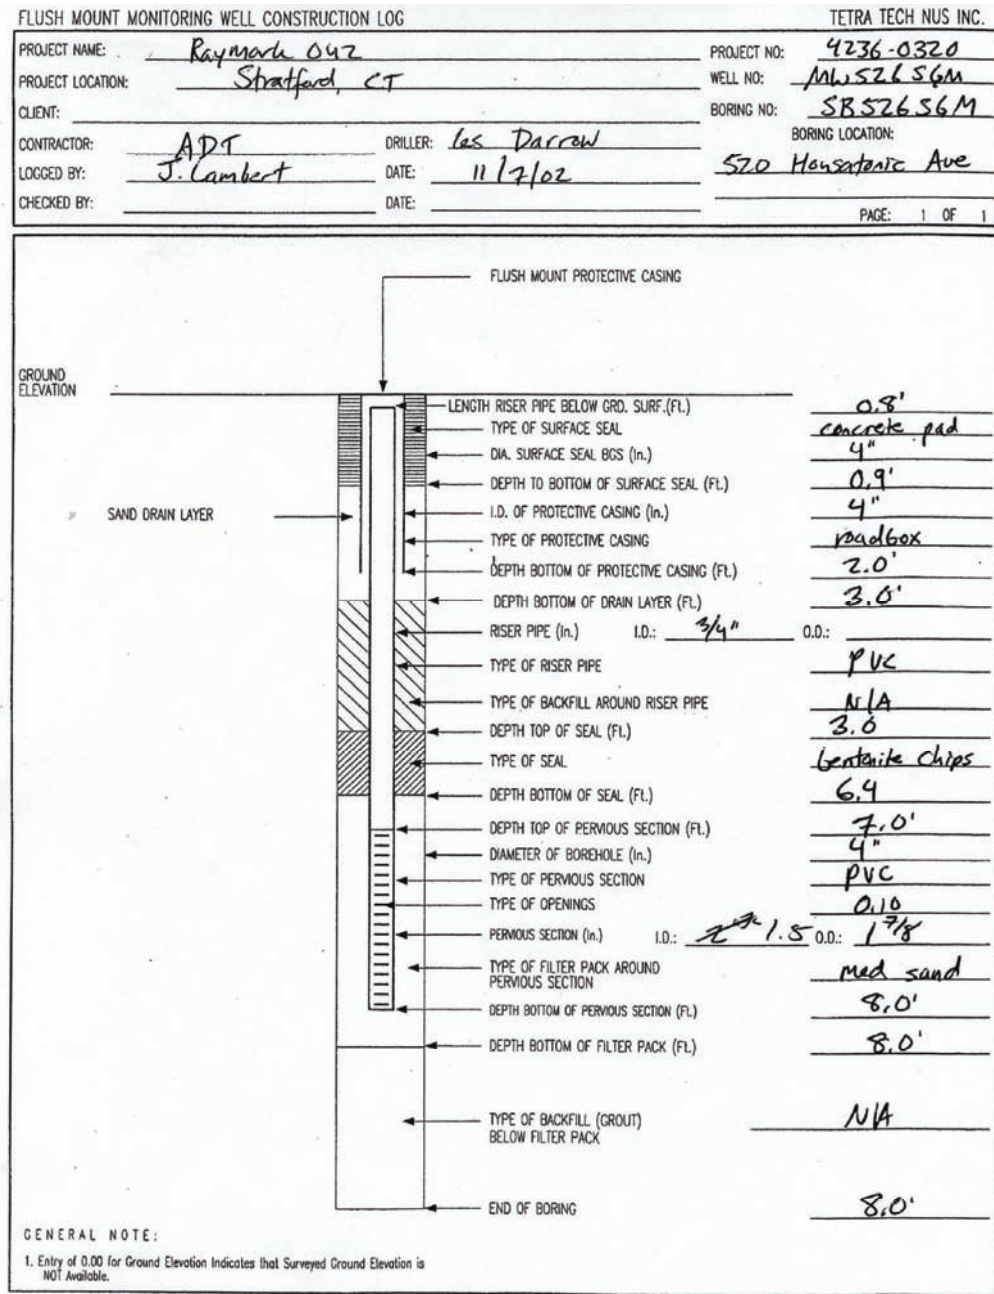 FLUSH MOUNT MONITORING WELL CONSTRUCTION LOG TETRA TECH NUS INC.
PROJECT NAME: Raymark OU2 PROJECT NO: 4236-0320
PROJECT LOCATION: Stratford, CT WELL NO: MW526S6M
CLIENT: BORING NO: SB526S6M
CONTRACTOR: ADT DRILLER: Les Darrow BORING LOCATION:
LOGGED BY: J. Lambert DATE: 11/7/02 520 Housatonic Ave
CHECKED BY: DATE:
PAGE: 1 OF 1
FLUSH MOUNT PROTECTIVE CASING
GROUND
ELEVATION
LENGTH RISER PIPE BELOW GRD. SURF.(Ft.) 0.8'
TYPE OF SURFACE SEAL concrete pad
DIA. SURFACE SEAL BGS (In.) 4"
DEPTH TO BOTTOM OF SURFACE SEAL (Ft.) 0.9'
SAND DRAIN LAYER I.D. OF PROTECTIVE CASING (In.) 4"
TYPE OF PROTECTIVE CASING roadbox
DEPTH BOTTOM OF PROTECTIVE CASING (Ft.) 2.0'
DEPTH BOTTOM OF DRAIN LAYER (Ft.) 3.0'
RISER PIPE (In.) I.D.: 3/4" O.D.:
TYPE OF RISER PIPE PVC
TYPE OF BACKFILL AROUND RISER PIPE N/A
DEPTH TOP OF SEAL (Ft.) 3.0
TYPE OF SEAL bentonite chips
DEPTH BOTTOM OF SEAL (Ft.) 6.4
DEPTH TOP OF PERVIOUS SECTION (Ft.) 7.0'
DIAMETER OF BOREHOLE (In.) 4"
TYPE OF PERVIOUS SECTION PVC
TYPE OF OPENINGS 0.10
PERVIOUS SECTION (In.) I.D.: 1.5 O.D.: 1 7/8
TYPE OF FILTER PACK AROUND
PERVIOUS SECTION med sand
DEPTH BOTTOM OF PERVIOUS SECTION (Ft.) 8.0'
DEPTH BOTTOM OF FILTER PACK (Ft.) 8.0'
TYPE OF BACKFILL (GROUT)
BELOW FILTER PACK N/A
END OF BORING 8.0'
GENERAL NOTE:
1. Entry of 0.00 for Ground Elevation Indicates that Surveyed Ground Elevation is
NOT Available.